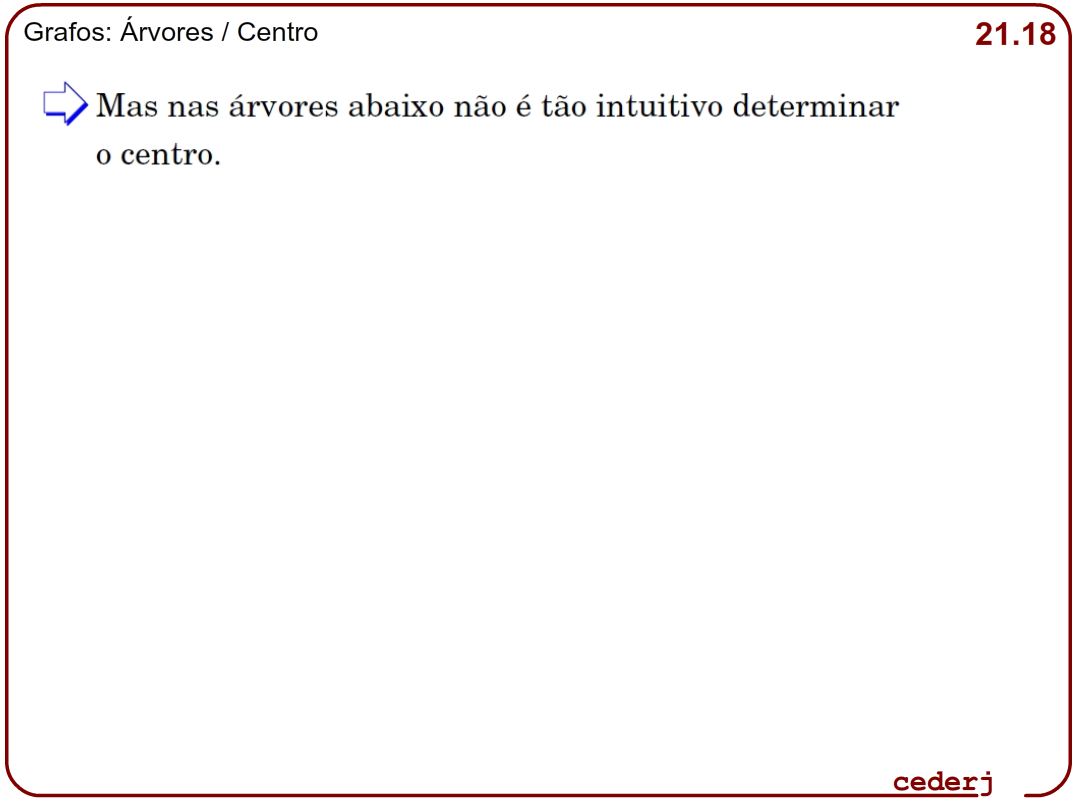 Grafos: Árvores / Centro
21.18
Mas nas árvores abaixo não é tão intuitivo determinar
o centro.
cederj